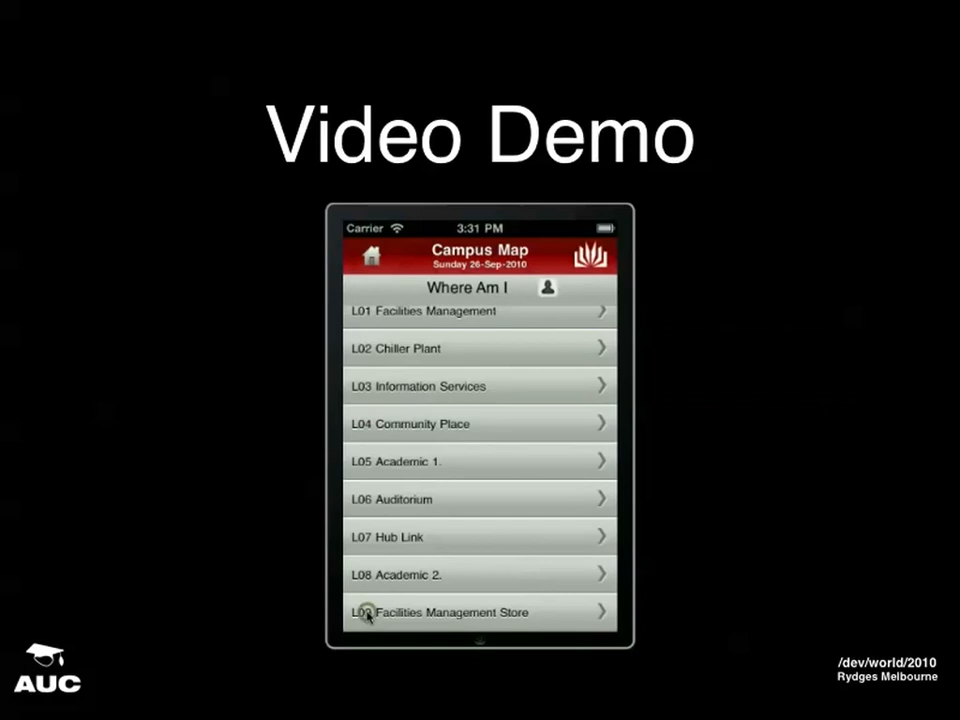 Video Demo
Carrier 3:31 PM
Campus Map
Sunday 26-Sep-2010
Where Am I
L01 Facilities Management
L02 Chiller Plant
L03 Information Services
L04 Community Place
L05 Academic 1.
L06 Auditorium
L07 Hub Link
L08 Academic 2.
L09 Facilities Management Store
AUC
/dev/world/2010
Rydges Melbourne